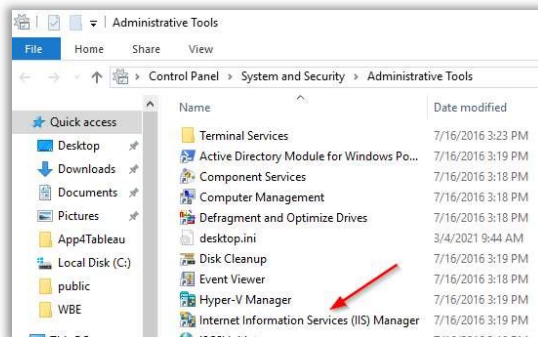 Administrative Tools
File Home Share View
Control Panel > System and Security > Administrative Tools
Name Date modified
Quick access
Desktop
Downloads
Documents
Pictures
App4Tableau
Local Disk (C:)
public
WBE
Terminal Services 7/16/2016 3:23 PM
Active Directory Module for Windows Po... 7/16/2016 3:19 PM
Component Services 7/16/2016 3:18 PM
Computer Management 7/16/2016 3:18 PM
Defragment and Optimize Drives 7/16/2016 3:18 PM
desktop.ini 3/4/2021 9:44 AM
Disk Cleanup 7/16/2016 3:19 PM
Event Viewer 7/16/2016 3:18 PM
Hyper-V Manager 7/16/2016 3:19 PM
Internet Information Services (IIS) Manager 7/16/2016 3:19 PM